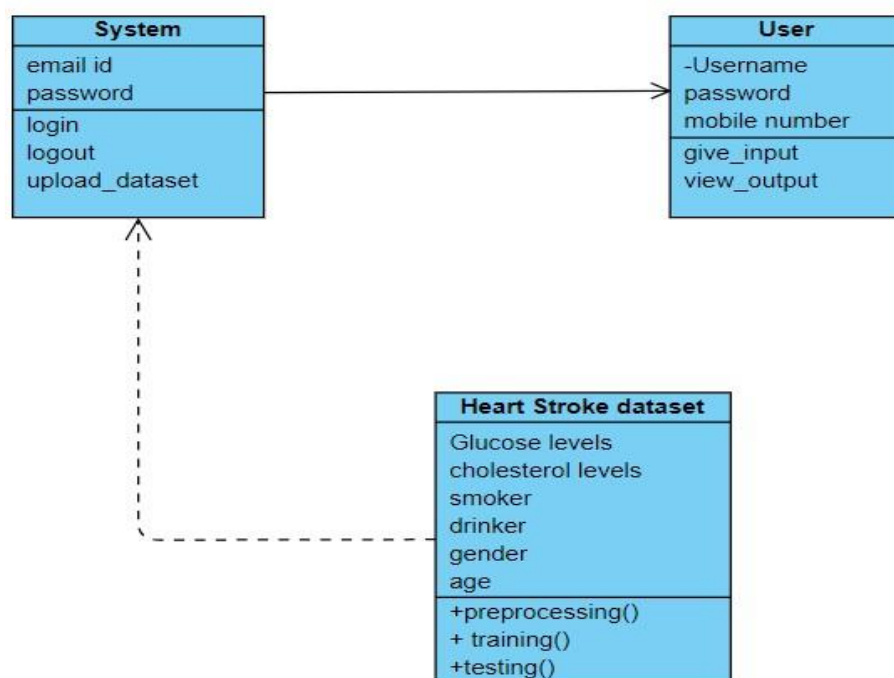 System
email id
password
login
logout
upload_dataset
User
-Username
password
mobile number
give_input
view_output
Heart Stroke dataset
Glucose levels
cholesterol levels
smoker
drinker
gender
age
+preprocessing()
+ training()
+testing()